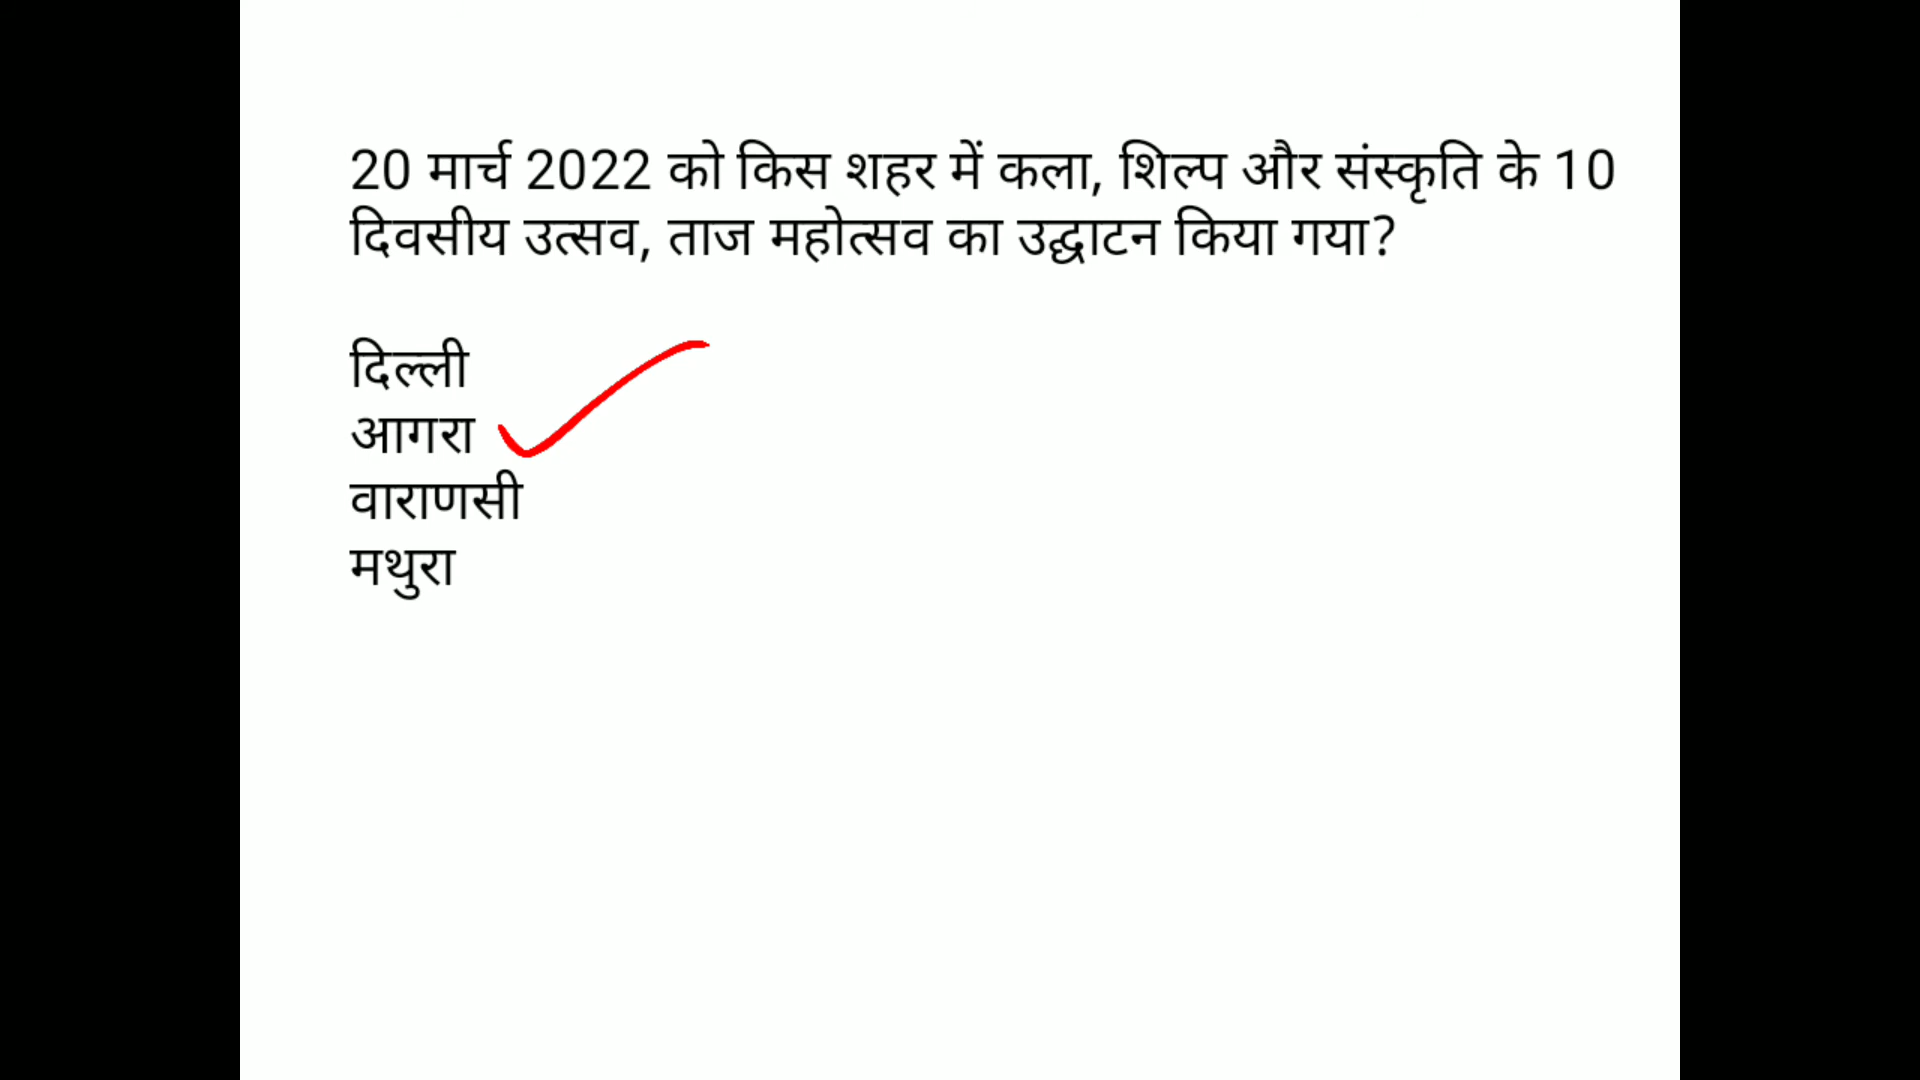 20 मार्च 2022 को किस शहर में कला, शिल्प और संस्कृति के 10
दिवसीय उत्सव, ताज महोत्सव का उद्घाटन किया गया?
दिल्ली
आगरा
वाराणसी
मथुरा